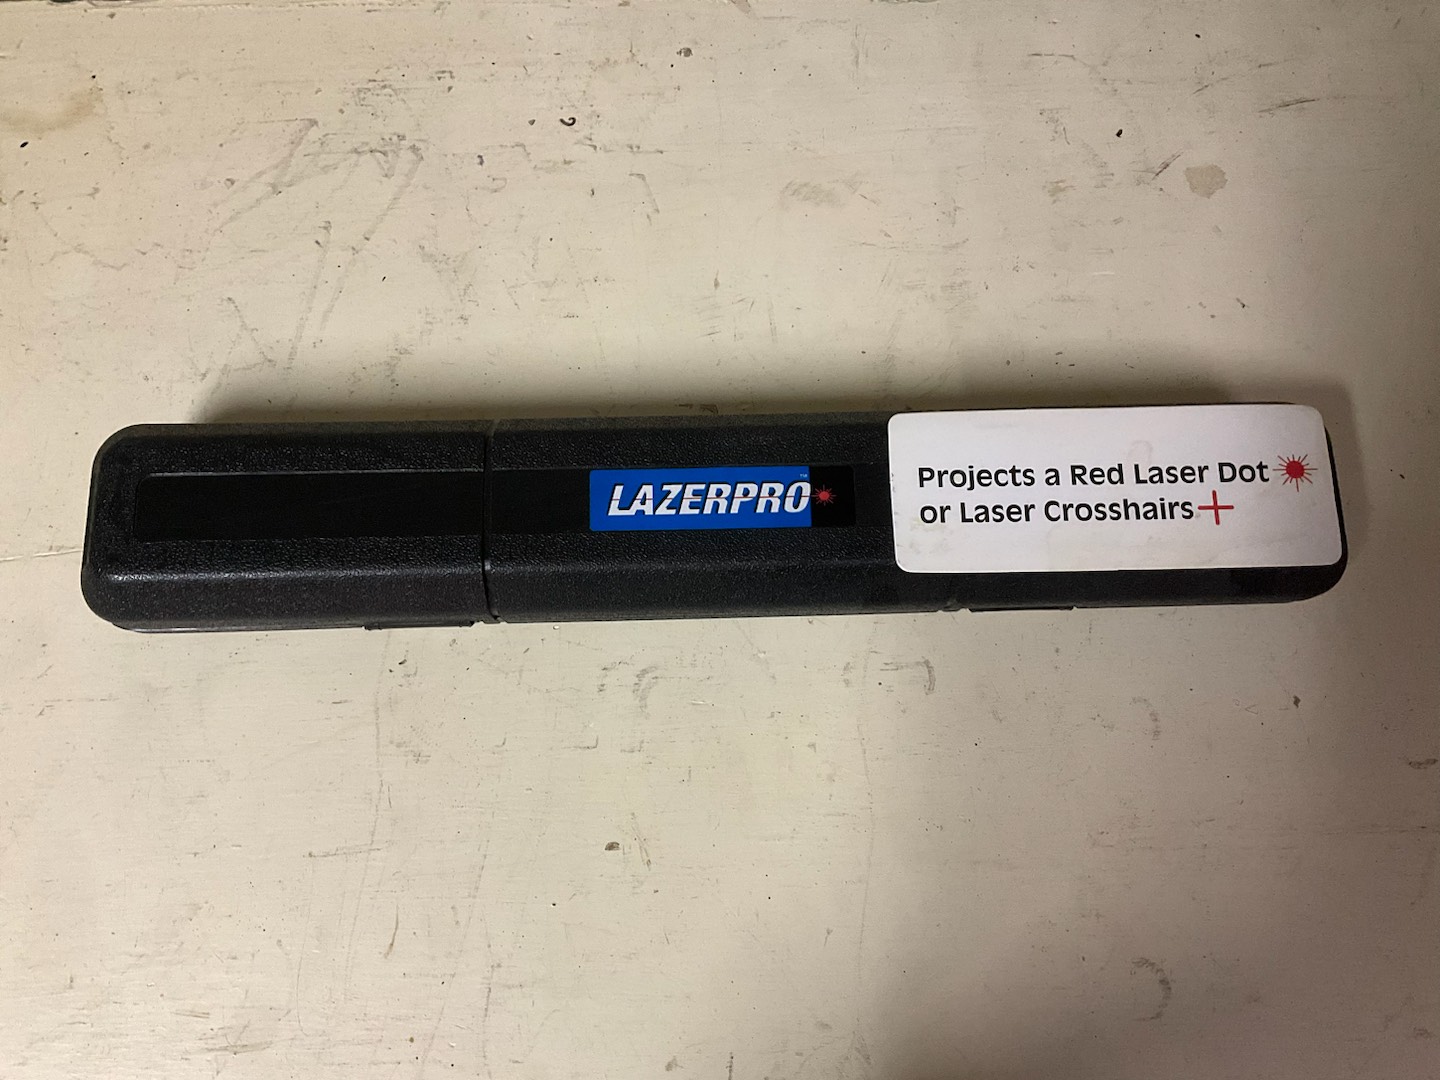 LAZERPRO™
Projects a Red Laser Dot
or Laser Crosshairs